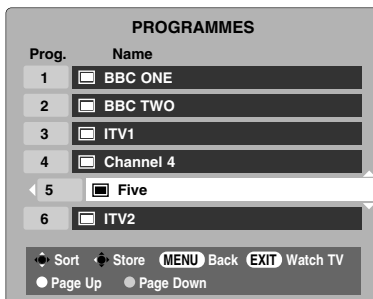 PROGRAMMES
Prog. Name
1 BBC ONE
2 BBC TWO
3 ITV1
4 Channel 4
5 Five
6 ITV2
Sort Store MENU Back EXIT Watch TV
Page Up Page Down